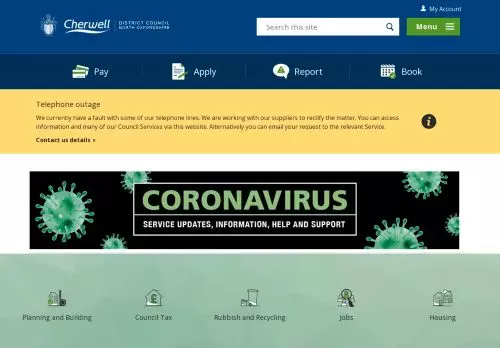 My Account
Cherwell
DISTRICT COUNCIL
NORTH OXFORDSHIRE
Search this site
Menu
Pay
Apply
Report
Book
Telephone outage
We currently have a fault with some of our telephone lines. We are working with our suppliers to rectify the matter. You can access
information and many of our Council Services via this website. Alternatively you can email your request to the relevant Service.
Contact us details >
CORONAVIRUS
SERVICE UPDATES, INFORMATION, HELP AND SUPPORT
Planning and Building
Council Tax
Rubbish and Recycling
Jobs
Housing